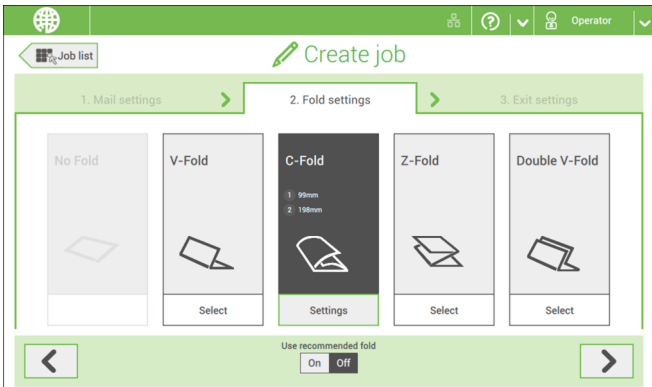 Operator
Job list
Create job
1. Mail settings
2. Fold settings
3. Exit settings
No Fold
V-Fold
C-Fold
Z-Fold
Double V-Fold
1 99mm
2 198mm
Select
Settings
Select
Select
Use recommended fold
On Off